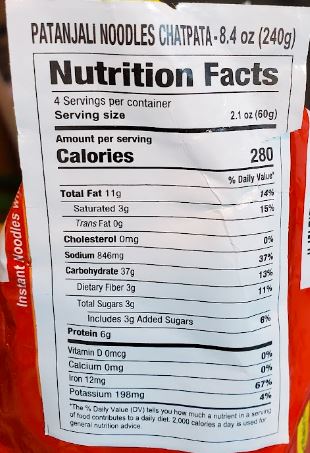 PATANJALI NOODLES CHATPATA - 8.4 oz (240g)
Nutrition Facts
4 Servings per container
Serving size 2.1 oz (60g)
Amount per serving
Calories 280
% Daily Value*
Total Fat 11g 14%
Saturated 3g 15%
Trans Fat 0g
Cholesterol 0mg 0%
Sodium 846mg 37%
Carbohydrate 37g 13%
Dietary Fiber 3g 11%
Total Sugars 3g
Includes 3g Added Sugars 6%
Protein 6g
Vitamin D 0mcg 0%
Calcium 0mg 0%
Iron 12mg 67%
Potassium 198mg 4%
*The % Daily Value (DV) tells you how much a nutrient in a serving
of food contributes to a daily diet. 2,000 calories a day is used for
general nutrition advice.
Instant Noodles